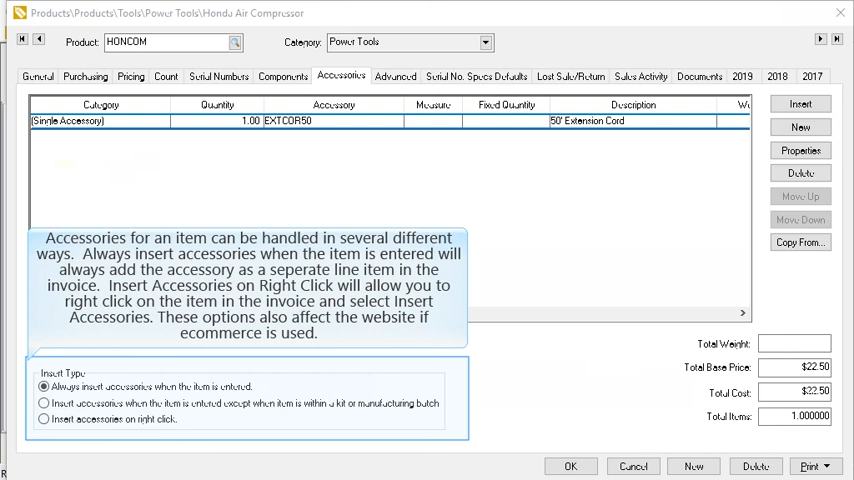 Products\Products\Tools\Power Tools\Honda Air Compressor
Product: HONCOM Category: Power Tools
General Purchasing Pricing Count Serial Numbers Components Accessories Advanced Serial No. Specs Defaults Lost Sale/Return Sales Activity Documents 2019 2018 2017
Category Quantity Accessory Measure Fixed Quantity Description
(Single Accessory) 1.00 EXTCOR50 50' Extension Cord
Insert
New
Properties
Delete
Move Up
Move Down
Copy From...
Accessories for an item can be handled in several different
ways. Always insert accessories when the item is entered will
always add the accessory as a seperate line item in the
invoice. Insert Accessories on Right Click will allow you to
right click on the item in the invoice and select Insert
Accessories. These options also affect the website if
ecommerce is used.
Insert Type
Always insert accessories when the item is entered.
Insert accessories when the item is entered except when item is within a kit or manufacturing batch
Insert accessories on right click.
Total Weight:
Total Base Price: $22.50
Total Cost: $22.50
Total Items: 1.000000
OK Cancel New Delete Print